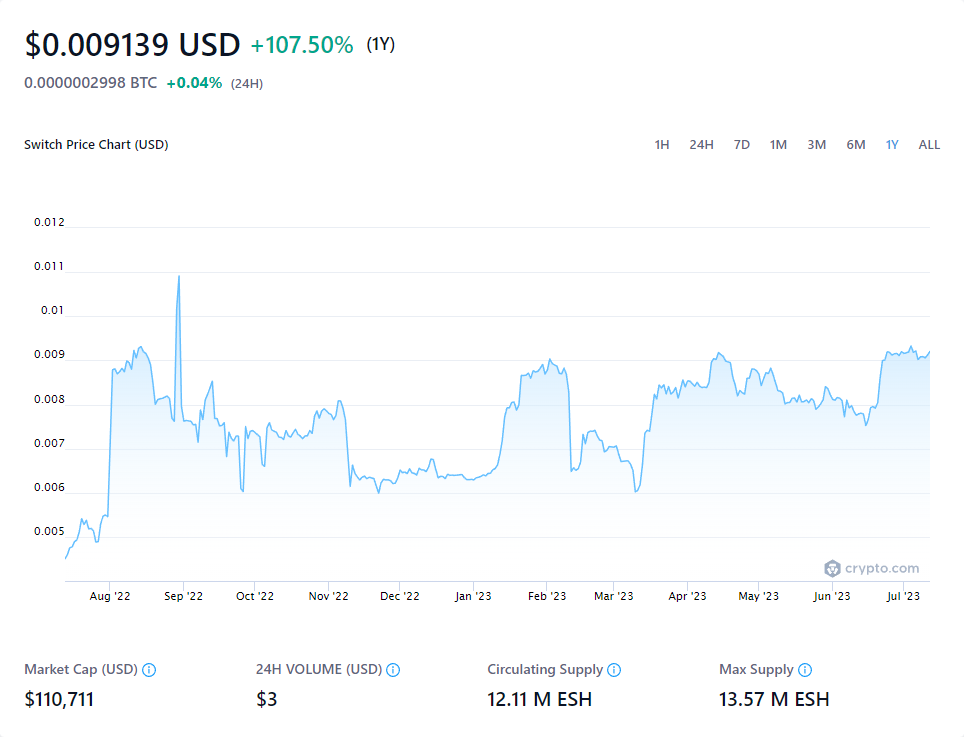 $0.009139 USD +107.50% (1Y)
0.0000002998 BTC +0.04% (24H)
Switch Price Chart (USD) 1H 24H 7D 1M 3M 6M 1Y ALL
0.012
0.011
0.01
0.009
0.008
0.007
0.006
0.005
crypto.com
Aug '22 Sep '22 Oct '22 Nov '22 Dec '22 Jan '23 Feb '23 Mar '23 Apr '23 May '23 Jun '23 Jul '23
Market Cap (USD) 24H VOLUME (USD) Circulating Supply Max Supply
$110,711 $3 12.11 M ESH 13.57 M ESH